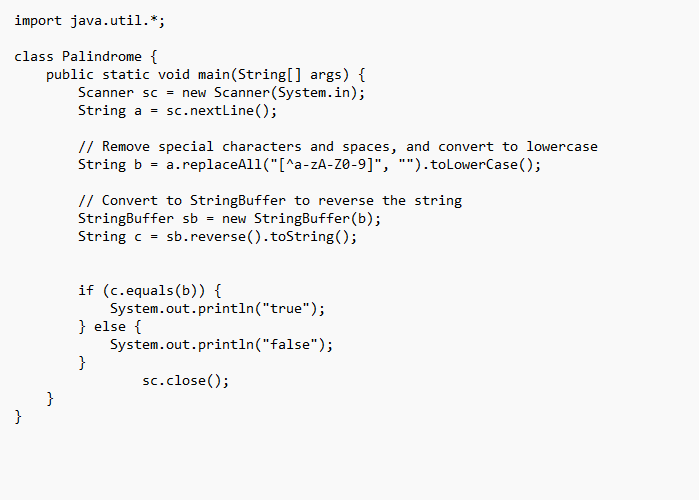 import java.util.*;

class Palindrome {
    public static void main(String[] args) {
        Scanner sc = new Scanner(System.in);
        String a = sc.nextLine();

        // Remove special characters and spaces, and convert to lowercase
        String b = a.replaceAll("[^a-zA-Z0-9]", "").toLowerCase();

        // Convert to StringBuffer to reverse the string
        StringBuffer sb = new StringBuffer(b);
        String c = sb.reverse().toString();


        if (c.equals(b)) {
            System.out.println("true");
        } else {
            System.out.println("false");
        }
                sc.close();
    }
}